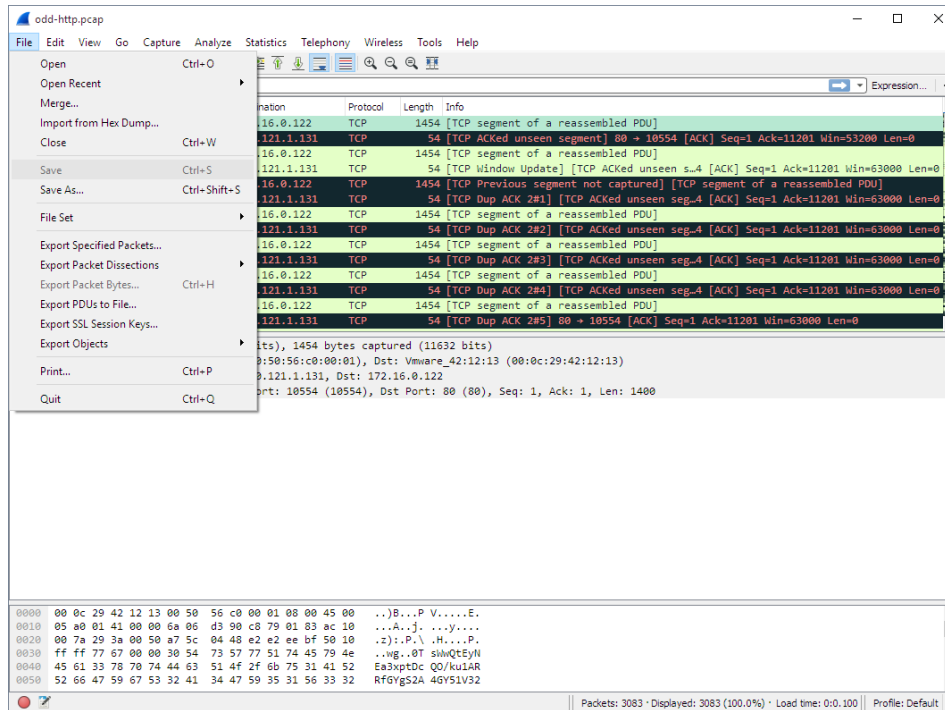 odd-http.pcap
File Edit View Go Capture Analyze Statistics Telephony Wireless Tools Help
Open Ctrl+O
Open Recent
Merge...
Import from Hex Dump...
Close Ctrl+W
Save Ctrl+S
Save As... Ctrl+Shift+S
File Set
Export Specified Packets...
Export Packet Dissections
Export Packet Bytes... Ctrl+H
Export PDUs to File...
Export SSL Session Keys...
Export Objects
Print... Ctrl+P
Quit Ctrl+Q
Expression...
ination Protocol Length Info
.16.0.122 TCP 1454 [TCP segment of a reassembled PDU]
.121.1.131 TCP 54 [TCP ACKed unseen segment] 80 → 10554 [ACK] Seq=1 Ack=11201 Win=53200 Len=0
.16.0.122 TCP 1454 [TCP segment of a reassembled PDU]
.121.1.131 TCP 54 [TCP Window Update] [TCP ACKed unseen s…4 [ACK] Seq=1 Ack=11201 Win=63000 Len=0
.16.0.122 TCP 1454 [TCP Previous segment not captured] [TCP segment of a reassembled PDU]
.121.1.131 TCP 54 [TCP Dup ACK 2#1] [TCP ACKed unseen seg…4 [ACK] Seq=1 Ack=11201 Win=63000 Len=0
.16.0.122 TCP 1454 [TCP segment of a reassembled PDU]
.121.1.131 TCP 54 [TCP Dup ACK 2#2] [TCP ACKed unseen seg…4 [ACK] Seq=1 Ack=11201 Win=63000 Len=0
.16.0.122 TCP 1454 [TCP segment of a reassembled PDU]
.121.1.131 TCP 54 [TCP Dup ACK 2#3] [TCP ACKed unseen seg…4 [ACK] Seq=1 Ack=11201 Win=63000 Len=0
.16.0.122 TCP 1454 [TCP segment of a reassembled PDU]
.121.1.131 TCP 54 [TCP Dup ACK 2#4] [TCP ACKed unseen seg…4 [ACK] Seq=1 Ack=11201 Win=63000 Len=0
.16.0.122 TCP 1454 [TCP segment of a reassembled PDU]
.121.1.131 TCP 54 [TCP Dup ACK 2#5] 80 → 10554 [ACK] Seq=1 Ack=11201 Win=63000 Len=0
its), 1454 bytes captured (11632 bits)
0:50:56:c0:00:01), Dst: Vmware_42:12:13 (00:0c:29:42:12:13)
0.121.1.131, Dst: 172.16.0.122
ort: 10554 (10554), Dst Port: 80 (80), Seq: 1, Ack: 1, Len: 1400
0000 00 0c 29 42 12 13 00 50 56 c0 00 01 08 00 45 00 ..)B...P V.....E.
0010 05 a0 01 41 00 00 6a 06 d3 90 c8 79 01 83 ac 10 ...A..j. ...y....
0020 00 7a 29 3a 00 50 a7 5c 04 48 e2 e2 ee bf 50 10 .z):.P.\ .H....P.
0030 ff ff 77 67 00 00 30 54 73 57 77 51 74 45 79 4e ..wg..0T sWwQtEyN
0040 45 61 33 78 70 74 44 63 51 4f 2f 6b 75 31 41 52 Ea3xptDc QO/ku1AR
0050 52 66 47 59 67 53 32 41 34 47 59 35 31 56 33 32 RfGYgS2A 4GY51V32
Packets: 3083 · Displayed: 3083 (100.0%) · Load time: 0:0.100 Profile: Default